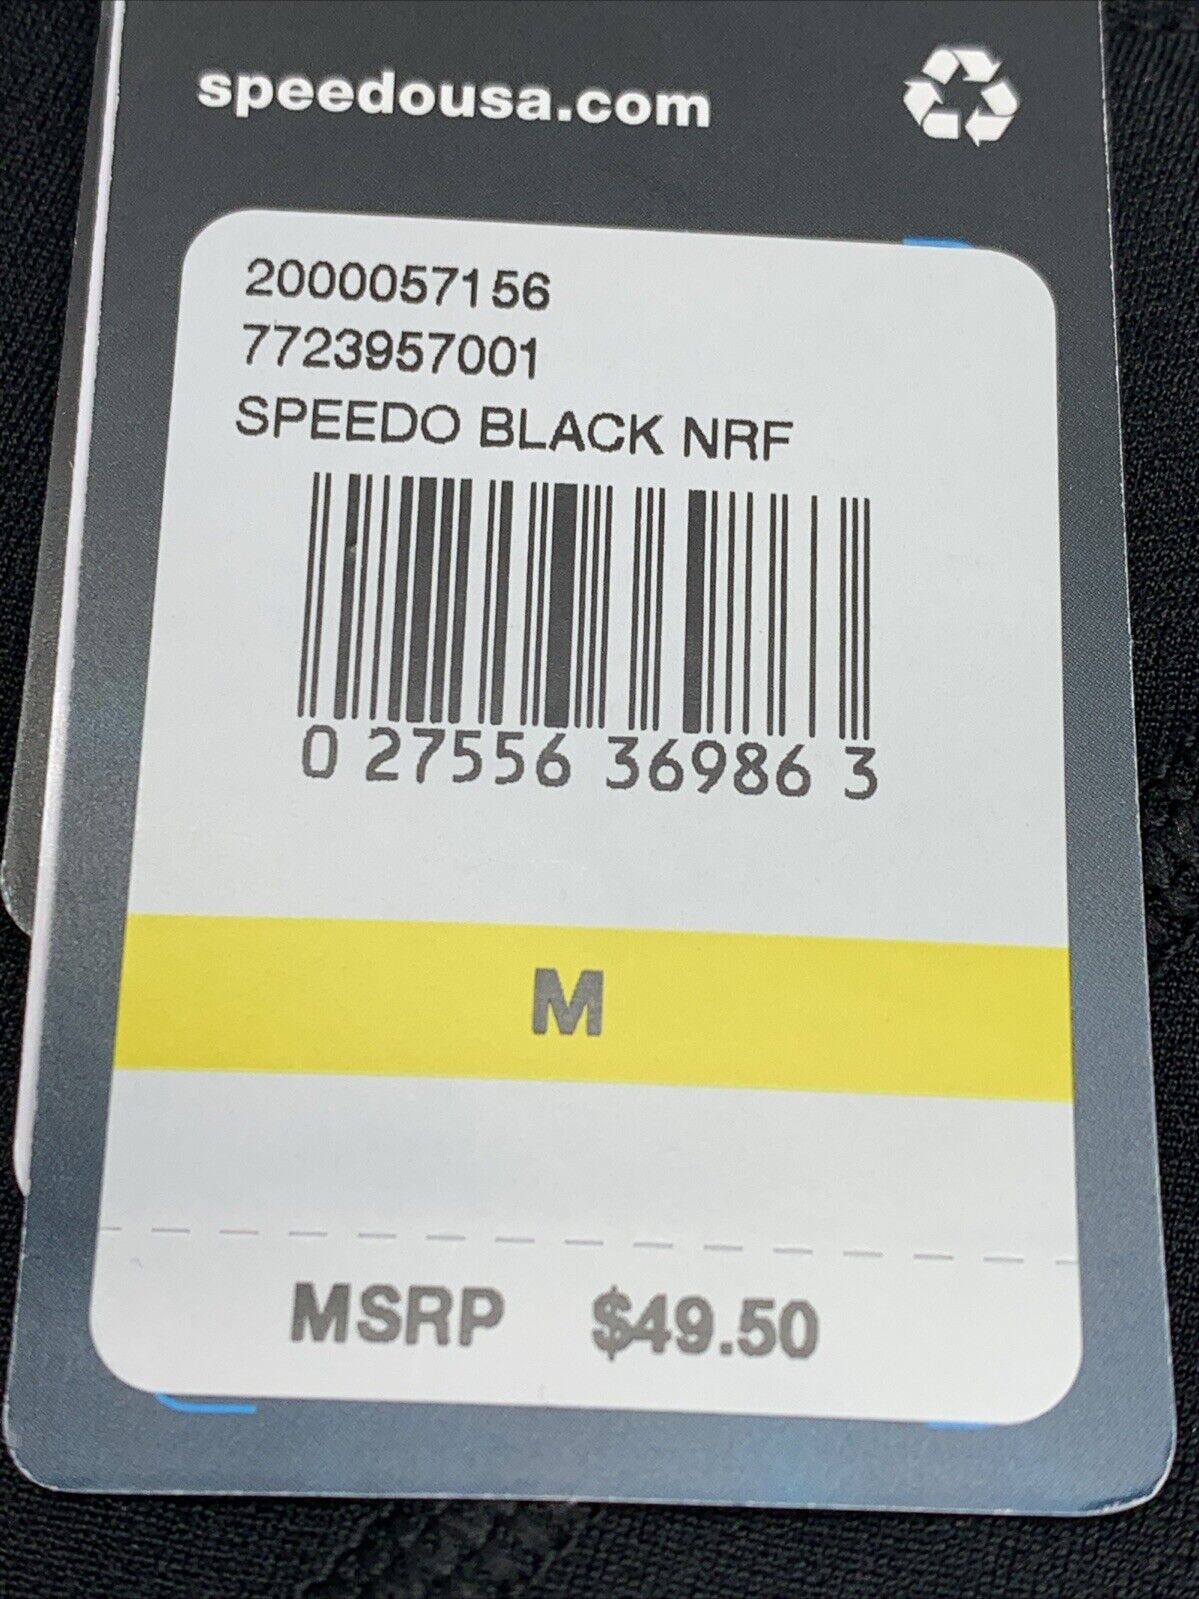 speedousa.com
2000057156
7723957001
SPEEDO BLACK NRF
0 27556 36986 3
M
MSRP $49.50